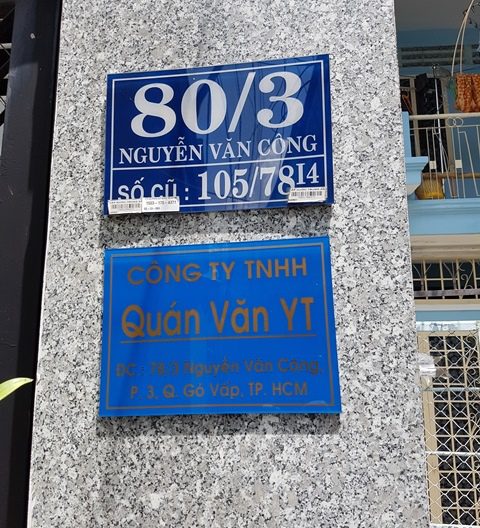 80/3
NGUYỄN VĂN CÔNG
SỐ CŨ : 105/78I4
CÔNG TY TNHH
Quán Văn YT
ĐC : 78/3 Nguyễn Văn Công,
P. 3, Q. Gò Vấp, TP. HCM